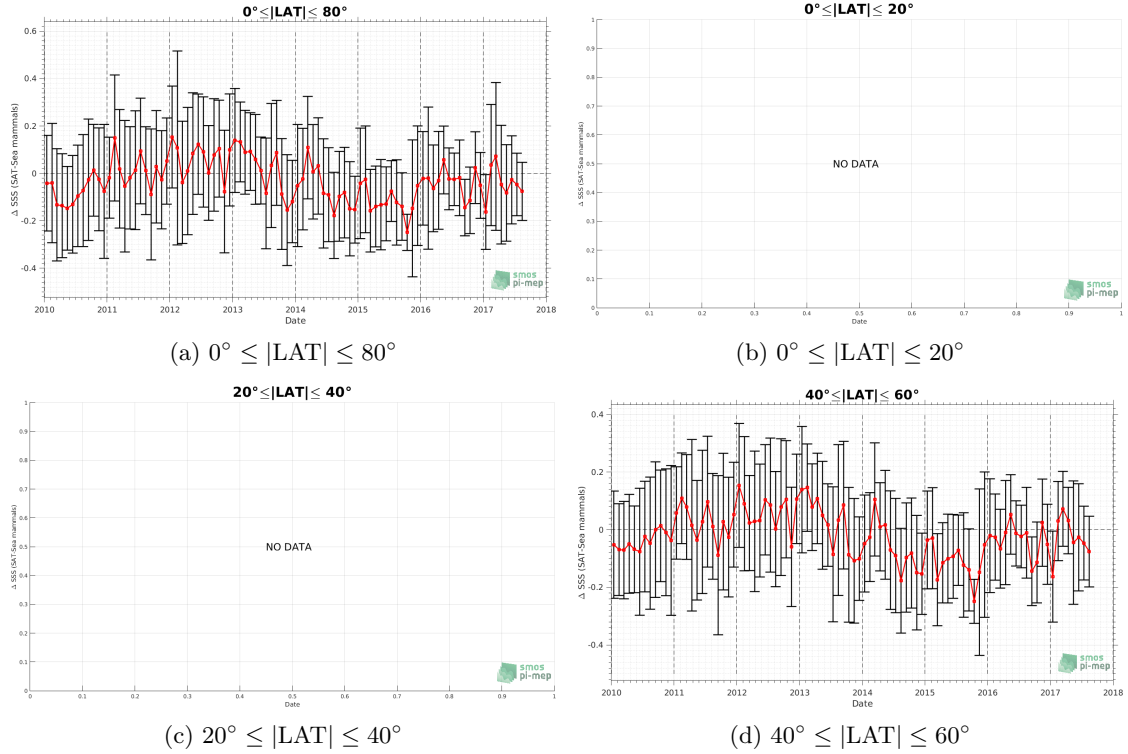 0°≤|LAT|≤ 80°
Δ SSS (SAT-Sea mammals)
0.6
0.4
0.2
0
-0.2
-0.4
2010 2011 2012 2013 2014 2015 2016 2017 2018
Date
smos
pi-mep
(a) 0° ≤ |LAT| ≤ 80°
0°≤|LAT|≤ 20°
Δ SSS (SAT-Sea mammals)
1
0.9
0.8
0.7
0.6
0.5
0.4
0.3
0.2
0.1
0
NO DATA
0 0.1 0.2 0.3 0.4 0.5 0.6 0.7 0.8 0.9 1
Date
smos
pi-mep
(b) 0° ≤ |LAT| ≤ 20°
20°≤|LAT|≤ 40°
Δ SSS (SAT-Sea mammals)
1
0.9
0.8
0.7
0.6
0.5
0.4
0.3
0.2
0.1
0
NO DATA
0 0.1 0.2 0.3 0.4 0.5 0.6 0.7 0.8 0.9 1
Date
smos
pi-mep
(c) 20° ≤ |LAT| ≤ 40°
40°≤|LAT|≤ 60°
Δ SSS (SAT-Sea mammals)
0.4
0.2
0
-0.2
-0.4
2010 2011 2012 2013 2014 2015 2016 2017 2018
Date
smos
pi-mep
(d) 40° ≤ |LAT| ≤ 60°